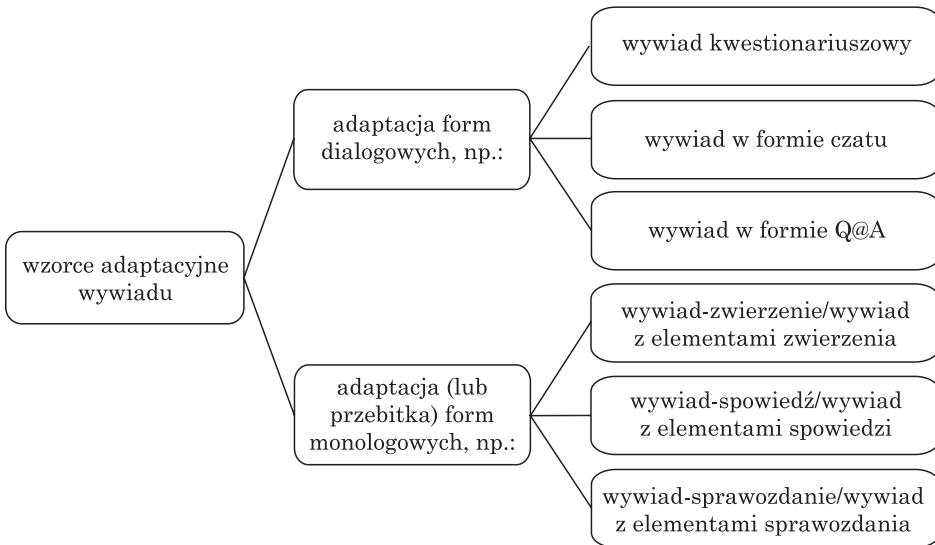 wzorce adaptacyjne
wywiadu
adaptacja form
dialogowych, np.:
wywiad kwestionariuszowy
wywiad w formie czatu
wywiad w formie Q@A
adaptacja (lub
przebitka) form
monologowych, np.:
wywiad-zwierzenie/wywiad
z elementami zwierzenia
wywiad-spowiedź/wywiad
z elementami spowiedzi
wywiad-sprawozdanie/wywiad
z elementami sprawozdania